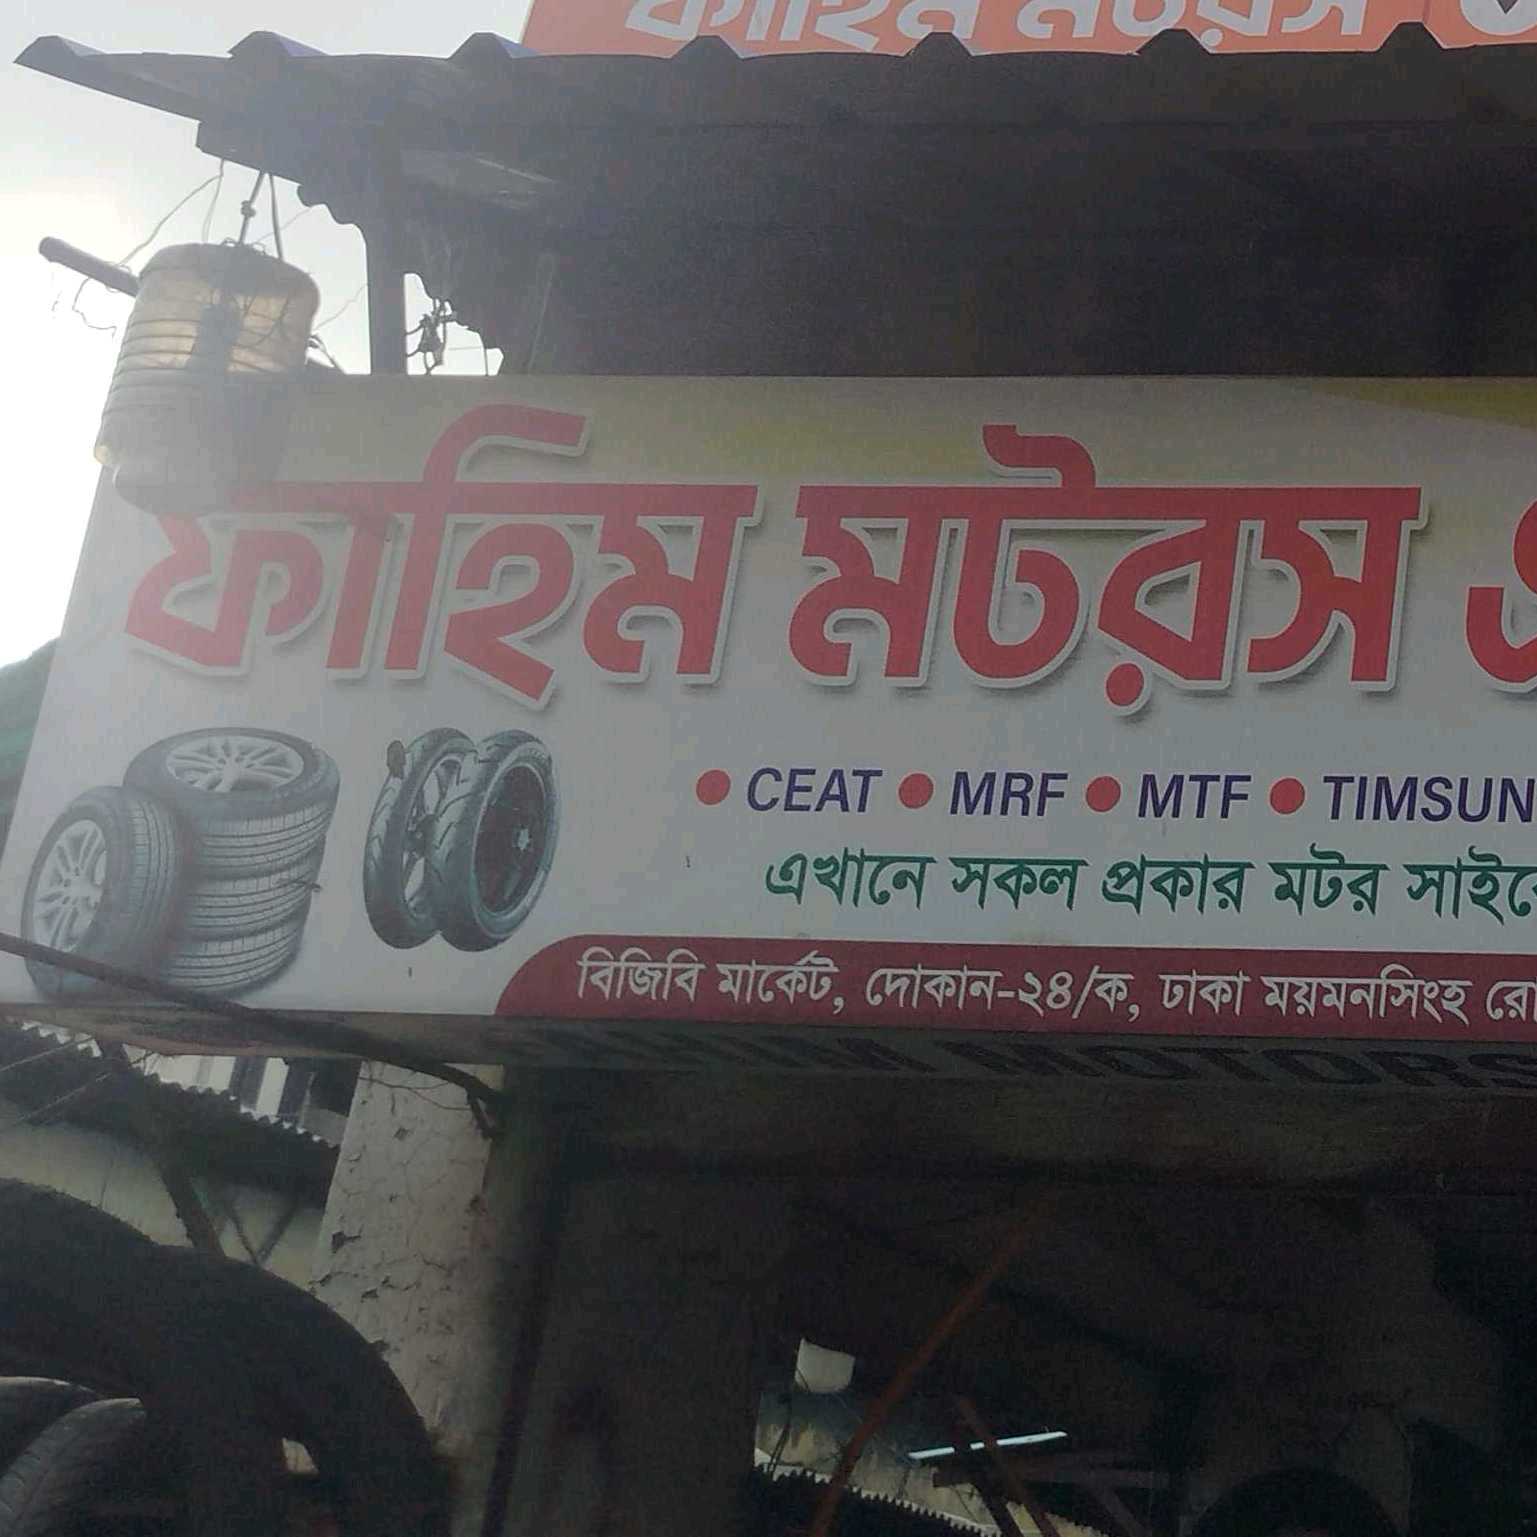 ফাহিম মটরস
ফাহিম মটরস
• CEAT • MRF • MTF • TIMSUN
এখানে সকল প্রকার মটর
বিজিবি মার্কেট, দোকান-২৪/ক, ঢাকা ময়মনসিংহ
MOTORS